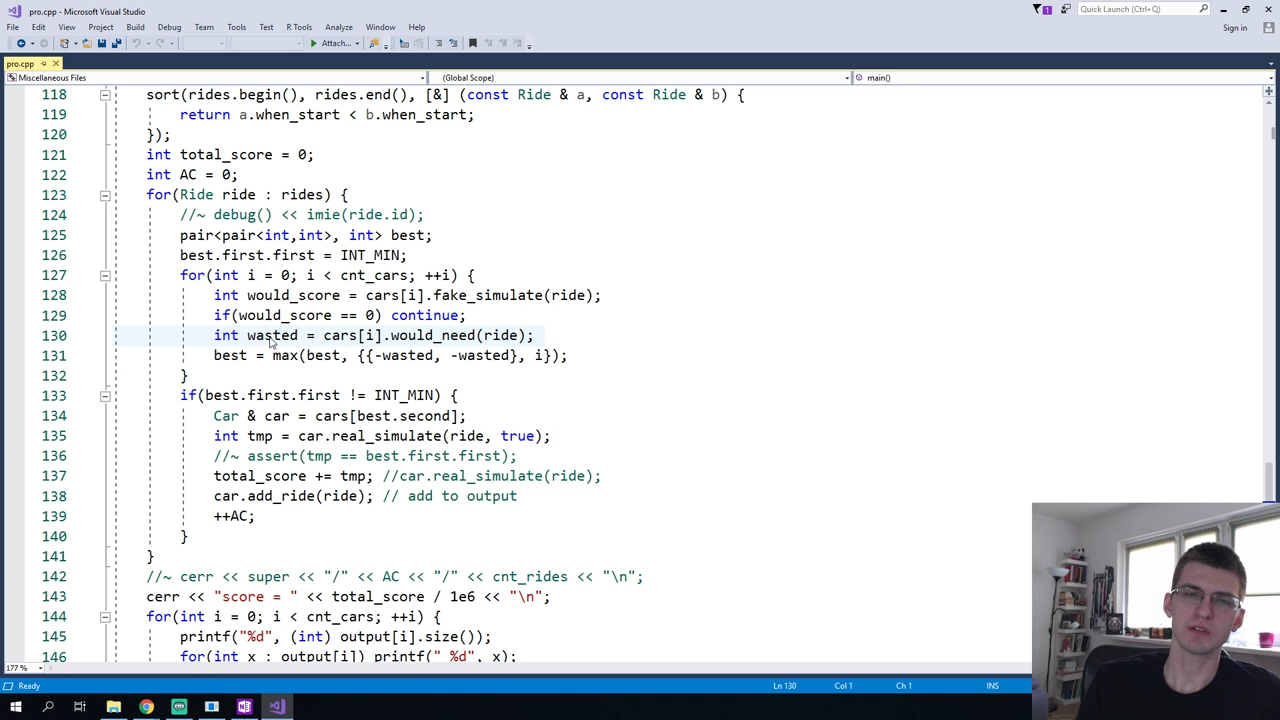 pro.cpp - Microsoft Visual Studio
1
Quick Launch (Ctrl+Q)
File Edit View Project Build Debug Team Tools Test R Tools Analyze Window Help
Sign in
Attach...
pro.cpp
Miscellaneous Files (Global Scope) main()
118 sort(rides.begin(), rides.end(), [&] (const Ride & a, const Ride & b) {
119 return a.when_start < b.when_start;
120 });
121 int total_score = 0;
122 int AC = 0;
123 for(Ride ride : rides) {
124 //~ debug() << imie(ride.id);
125 pair<pair<int,int>, int> best;
126 best.first.first = INT_MIN;
127 for(int i = 0; i < cnt_cars; ++i) {
128 int would_score = cars[i].fake_simulate(ride);
129 if(would_score == 0) continue;
130 int wasted = cars[i].would_need(ride);
131 best = max(best, {{-wasted, -wasted}, i});
132 }
133 if(best.first.first != INT_MIN) {
134 Car & car = cars[best.second];
135 int tmp = car.real_simulate(ride, true);
136 //~ assert(tmp == best.first.first);
137 total_score += tmp; //car.real_simulate(ride);
138 car.add_ride(ride); // add to output
139 ++AC;
140 }
141 }
142 //~ cerr << super << "/" << AC << "/" << cnt_rides << "\n";
143 cerr << "score = " << total_score / 1e6 << "\n";
144 for(int i = 0; i < cnt_cars; ++i) {
145 printf("%d", (int) output[i].size());
146 for(int x : output[i]) printf(" %d", x);
177 %
Ready Ln 130 Col 1 Ch 1 INS